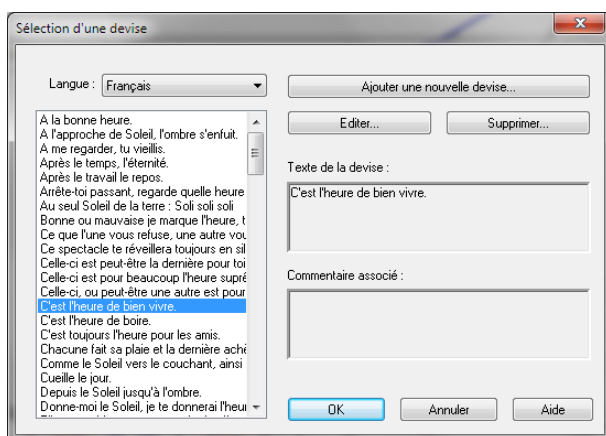 Sélection d'une devise
Langue : Français
A la bonne heure.
A l'approche de Soleil, l'ombre s'enfuit.
A me regarder, tu vieillis.
Après le temps, l'éternité.
Après le travail le repos.
Arrête-toi passant, regarde quelle heure
Au seul Soleil de la terre : Soli soli soli
Bonne ou mauvaise je marque l'heure, t
Ce que l'une vous refuse, une autre vou
Ce spectacle te réveillera toujours en sil
Celle-ci est peut-être la dernière pour toi
Celle-ci est pour beaucoup l'heure supré
Celle-ci, ou peut-être une autre est pour
C'est l'heure de bien vivre.
C'est l'heure de boire.
C'est toujours l'heure pour les amis.
Chacune fait sa plaie et la dernière achè
Comme le Soleil vers le couchant, ainsi
Cueille le jour.
Depuis le Soleil jusqu'à l'ombre.
Donne-moi le Soleil, je te donnerai l'heur
Ajouter une nouvelle devise...
Editer...
Supprimer...
Texte de la devise :
C'est l'heure de bien vivre.
Commentaire associé :
OK
Annuler
Aide